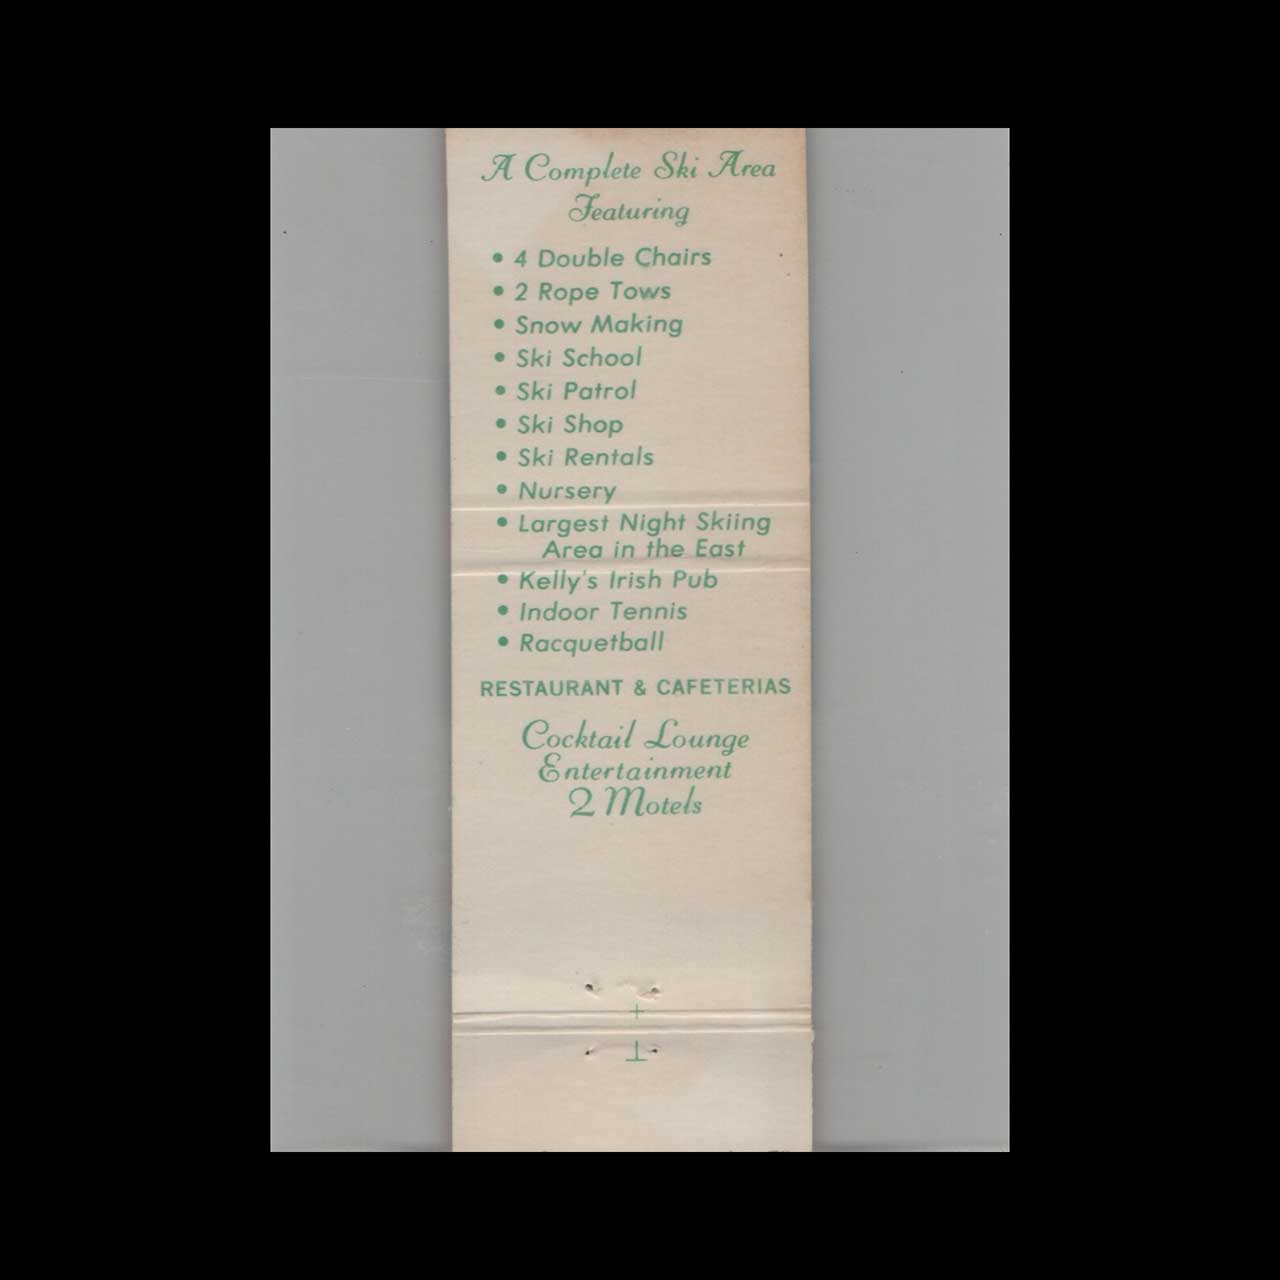 A Complete Ski Area
Featuring
• 4 Double Chairs
• 2 Rope Tows
• Snow Making
• Ski School
• Ski Patrol
• Ski Shop
• Ski Rentals
• Nursery
• Largest Night Skiing
Area in the East
• Kelly's Irish Pub
• Indoor Tennis
• Racquetball
RESTAURANT & CAFETERIAS
Cocktail Lounge
Entertainment
2 Motels